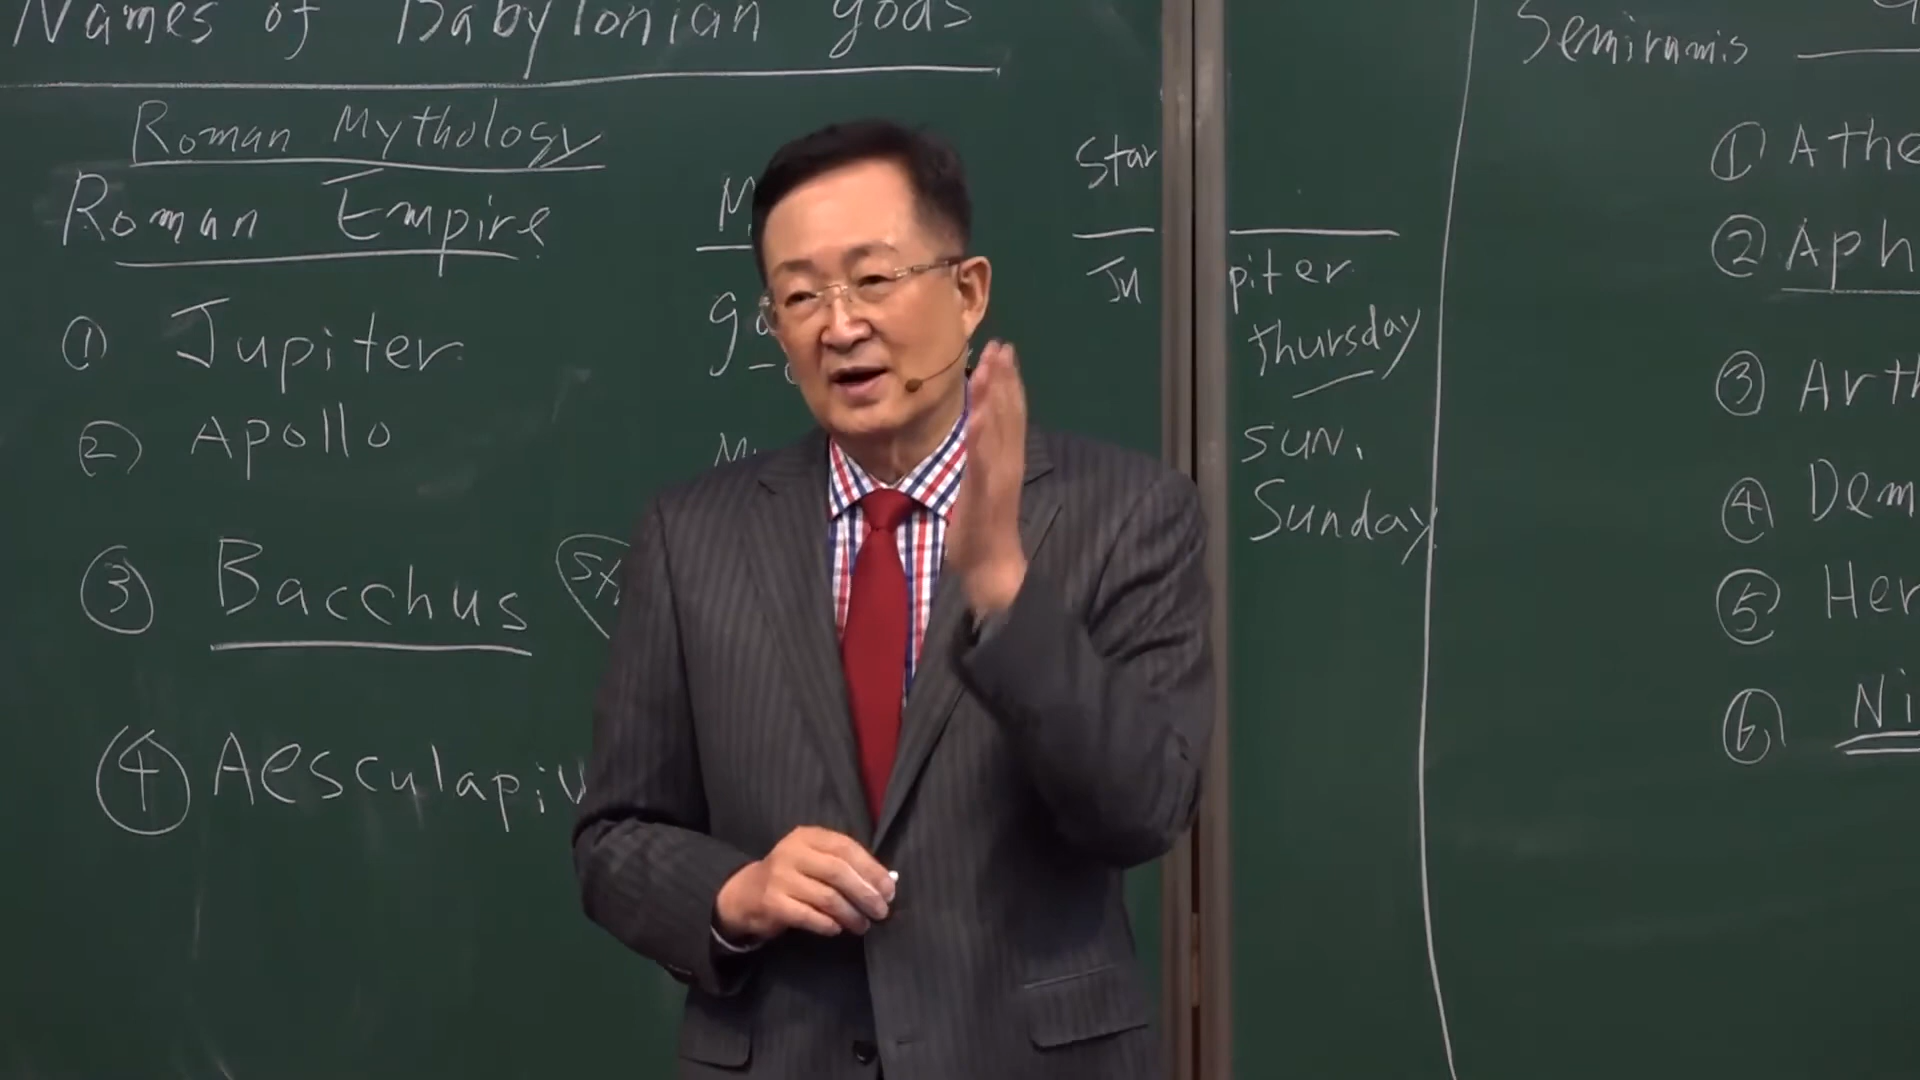 Names of Babylonian gods
Roman Mythology
Roman Empire
① Jupiter
② Apollo
③ Bacchus
④ Aesculapiu
Star
Jupiter
Thursday
SUN.
Sunday
Semiramis
① Athe
② Aph
③ Art
④ Dem
⑤ Her
⑥ Ni